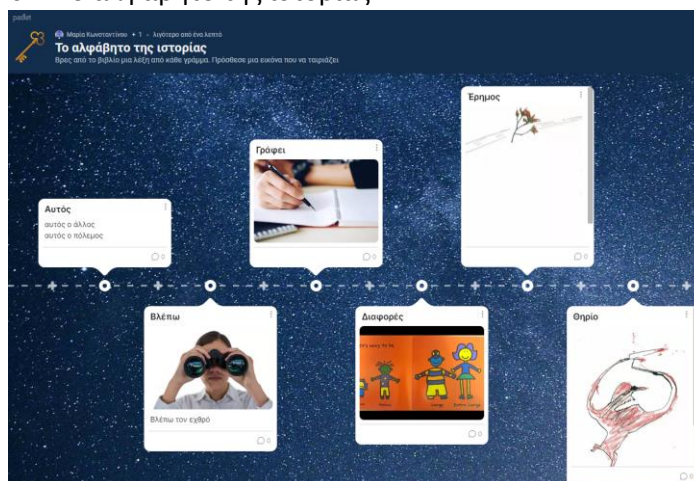 padlet
Μαρία Κωνσταντίνου + 1 • λιγότερο από ένα λεπτό
Το αλφάβητο της ιστορίας
Βρες από το βιβλίο μια λέξη από κάθε γράμμα. Πρόσθεσε μια εικόνα που να ταιριάζει
Αυτός
αυτός ο άλλος
αυτός ο πόλεμος
0
Βλέπω
Βλέπω τον εχθρό
0
Γράφει
0
Διαφορές
0
Έρημος
0
Θηρίο
0